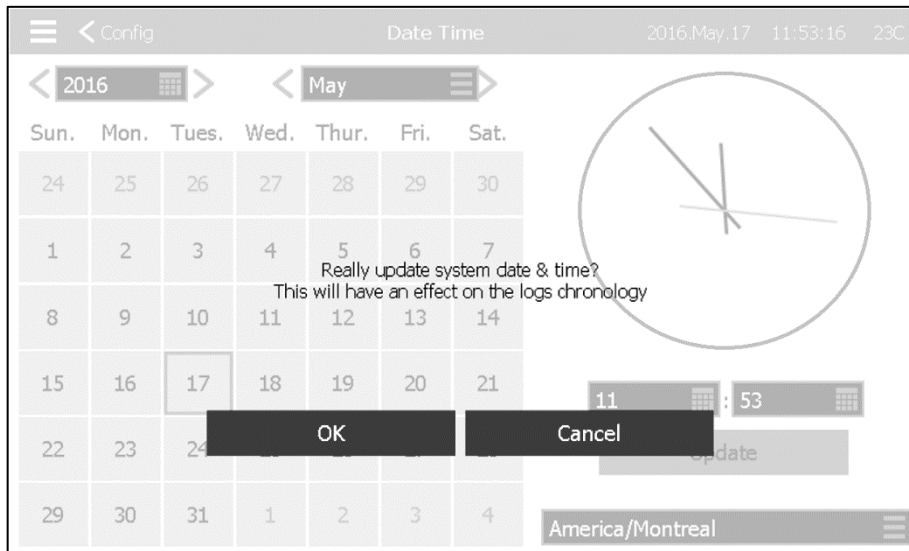 Config Date Time 2016.May.17 11:53:16 23C
2016 May
Sun. Mon. Tues. Wed. Thur. Fri. Sat.
24 25 26 27 28 29 30
1 2 3 4 5 6 7
Really update system date & time?
This will have an effect on the logs chronology
8 9 10 11 12 13 14
15 16 17 18 19 20 21
11 : 53
OK Cancel
22 23 24
Update
29 30 31 1 2 3 4
America/Montreal